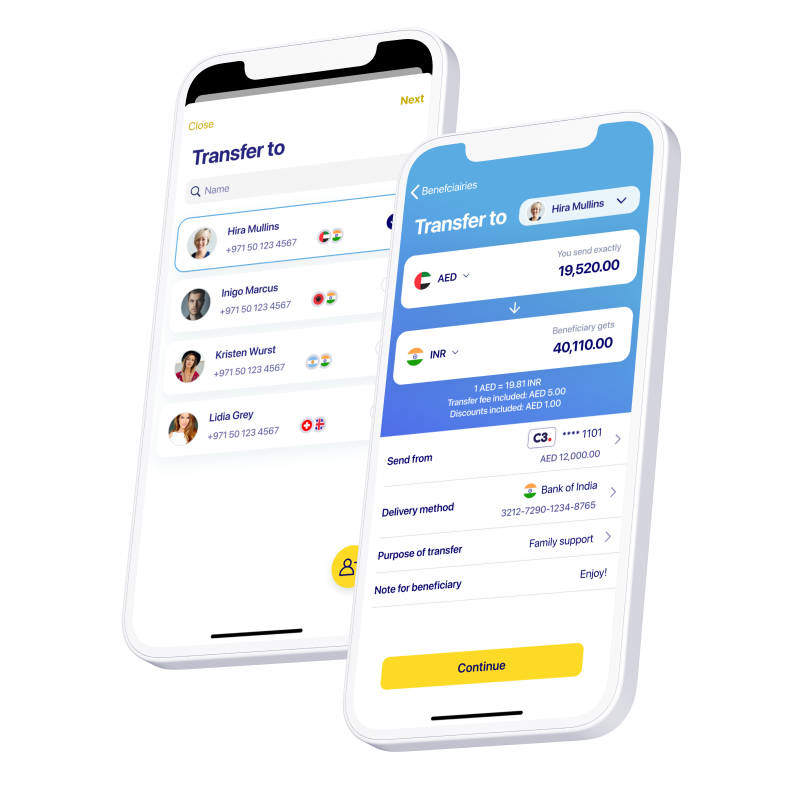 Close
Next
Transfer to
Name
Hira Mullins
+971 50 123 4567
Inigo Marcus
+971 50 123 4567
Kristen Wurst
+971 50 123 4567
Lidia Grey
+971 50 123 4567
Benefciairies
Transfer to
Hira Mullins
You send exactly
AED
19,520.00
Beneficiary gets
INR
40,110.00
1 AED = 19.81 INR
Transfer fee included: AED 5.00
Discounts included: AED 1.00
Send from
C3. **** 1101
AED 12,000.00
Delivery method
Bank of India
3212-7290-1234-8765
Purpose of transfer
Family support
Note for beneficiary
Enjoy!
Continue